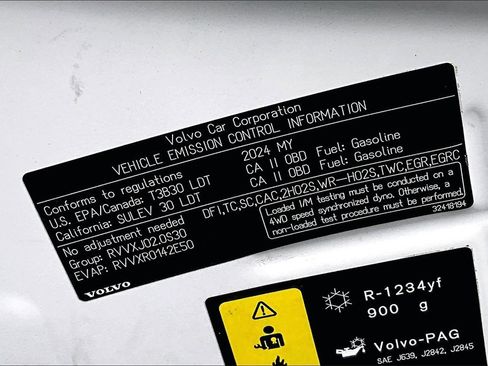 Volvo Car Corporation
VEHICLE EMISSION CONTROL INFORMATION
Conforms to regulations 2024 MY
U.S. EPA/Canada: T3B30 LDT CA II OBD Fuel: Gasoline
California: SULEV 30 LDT CA II OBD Fuel: Gasoline
No adjustment needed DFI,TC,SC,CAC,2HO2S,WR-HO2S,TWC,EGR,EGRC
Group: RVVXJ02.0S30
EVAP: RVVXR0142E50
Loaded I/M testing must be conducted on a
4WD speed synchronized dyno. Otherwise, a
non-loaded test procedure must be performed.
32418194
VOLVO
R-1234yf
900 g
Volvo-PAG
SAE J639, J2842, J2845